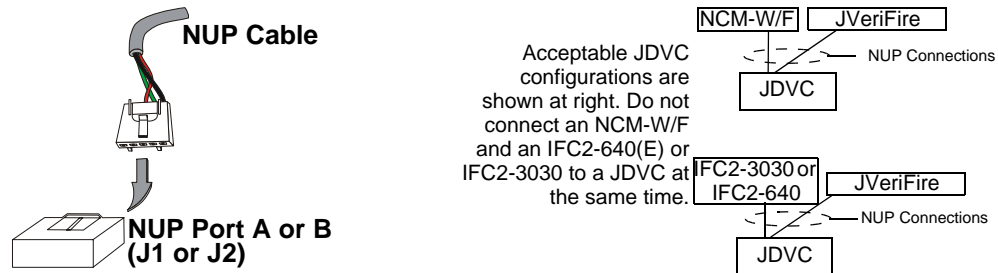 NUP Cable
NUP Port A or B
(J1 or J2)
Acceptable JDVC
configurations are
shown at right. Do not
connect an NCM-W/F
and an IFC2-640(E) or
IFC2-3030 to a JDVC at
the same time.
NCM-W/F
JVeriFire
NUP Connections
JDVC
IFC2-3030 or
IFC2-640
JVeriFire
NUP Connections
JDVC